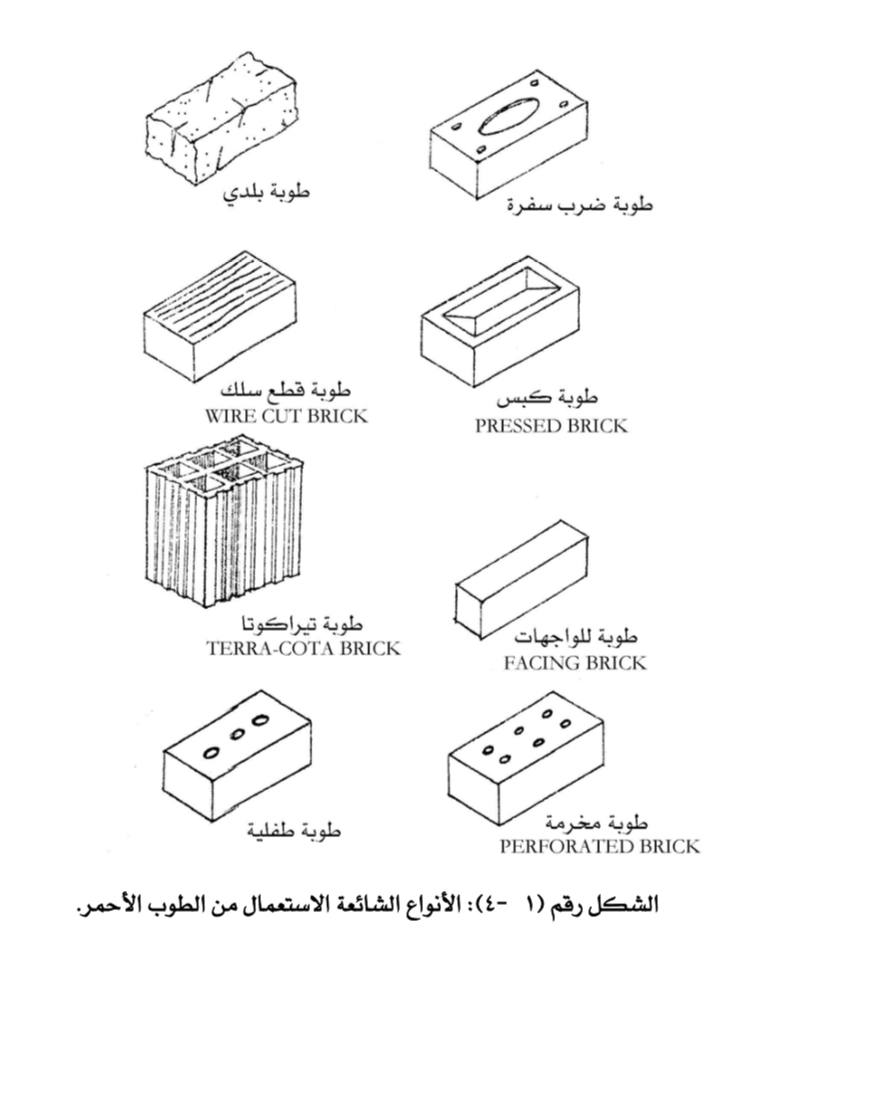 طوبة ضرب سفرة
طوبة بلدي
طوبة كبس
PRESSED BRICK
طوبة قطع سلك
WIRE CUT BRICK
طوبة للواجهات
FACING BRICK
طوبة تيراكوتا
TERRA-COTA BRICK
طوبة مخرمة
PERFORATED BRICK
طوبة طفلية
الشكل رقم (١ -٤): الأنواع الشائعة الاستعمال من الطوب الأحمر.